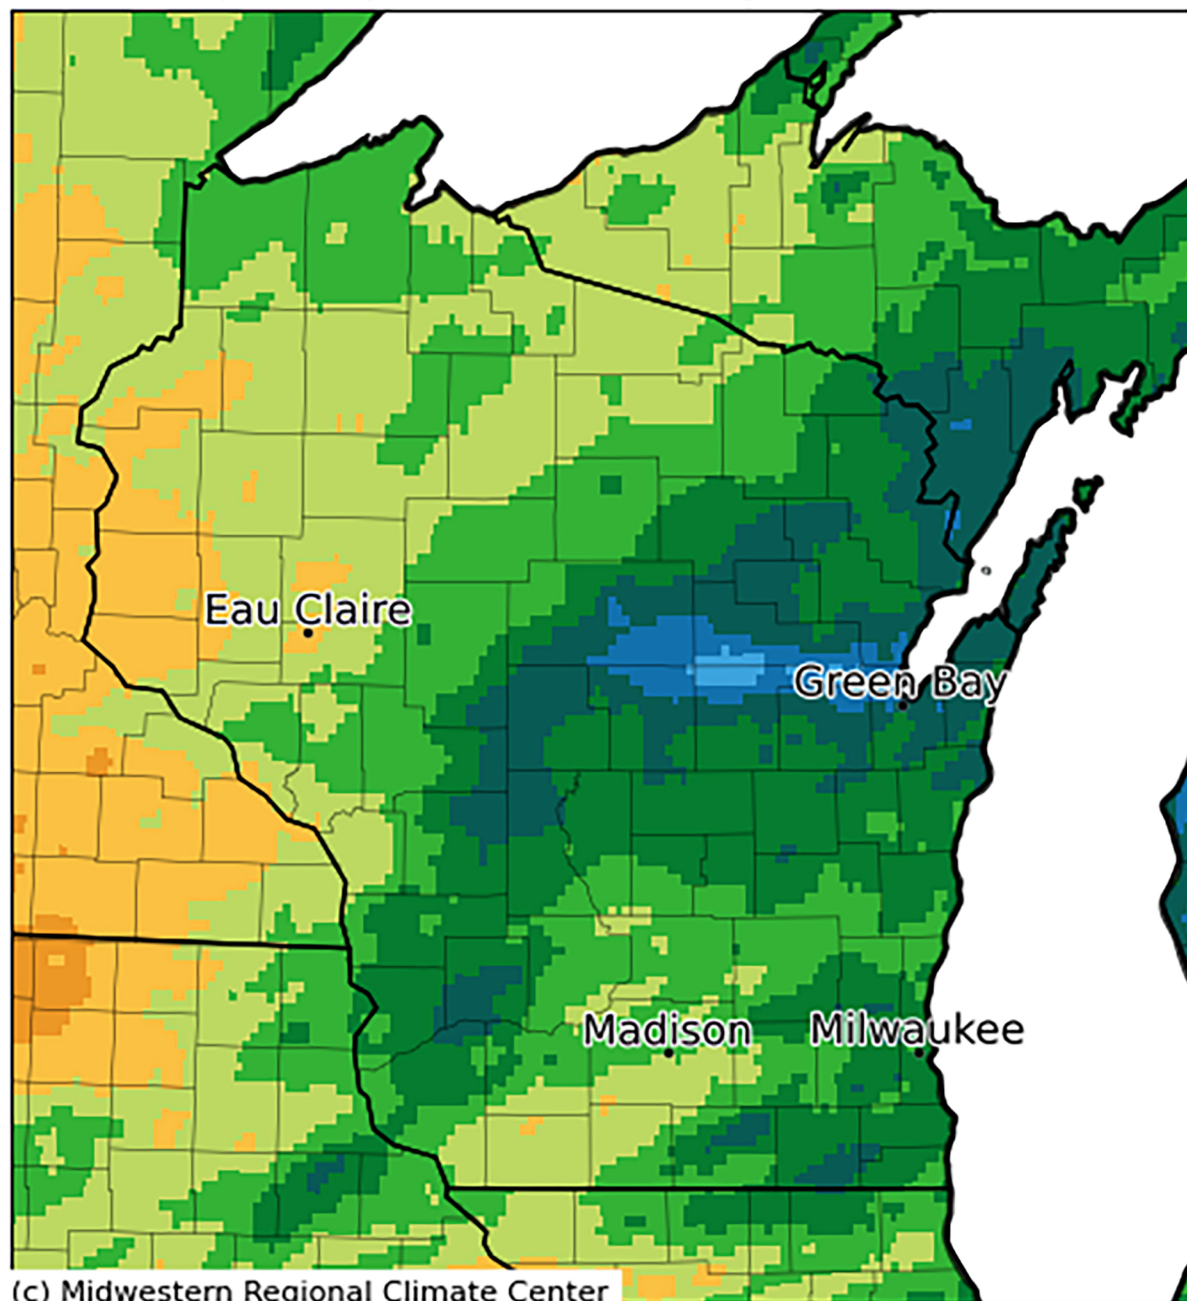 Eau Claire
Green Bay
Madison
Milwaukee
(c) Midwestern Regional Climate Center